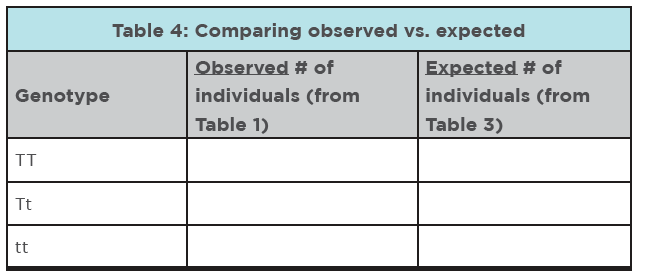 Table 4: Comparing observed vs. expected
Genotype
Observed # of
individuals (from
Table 1)
Expected # of
individuals (from
Table 3)
TT
Tt
tt